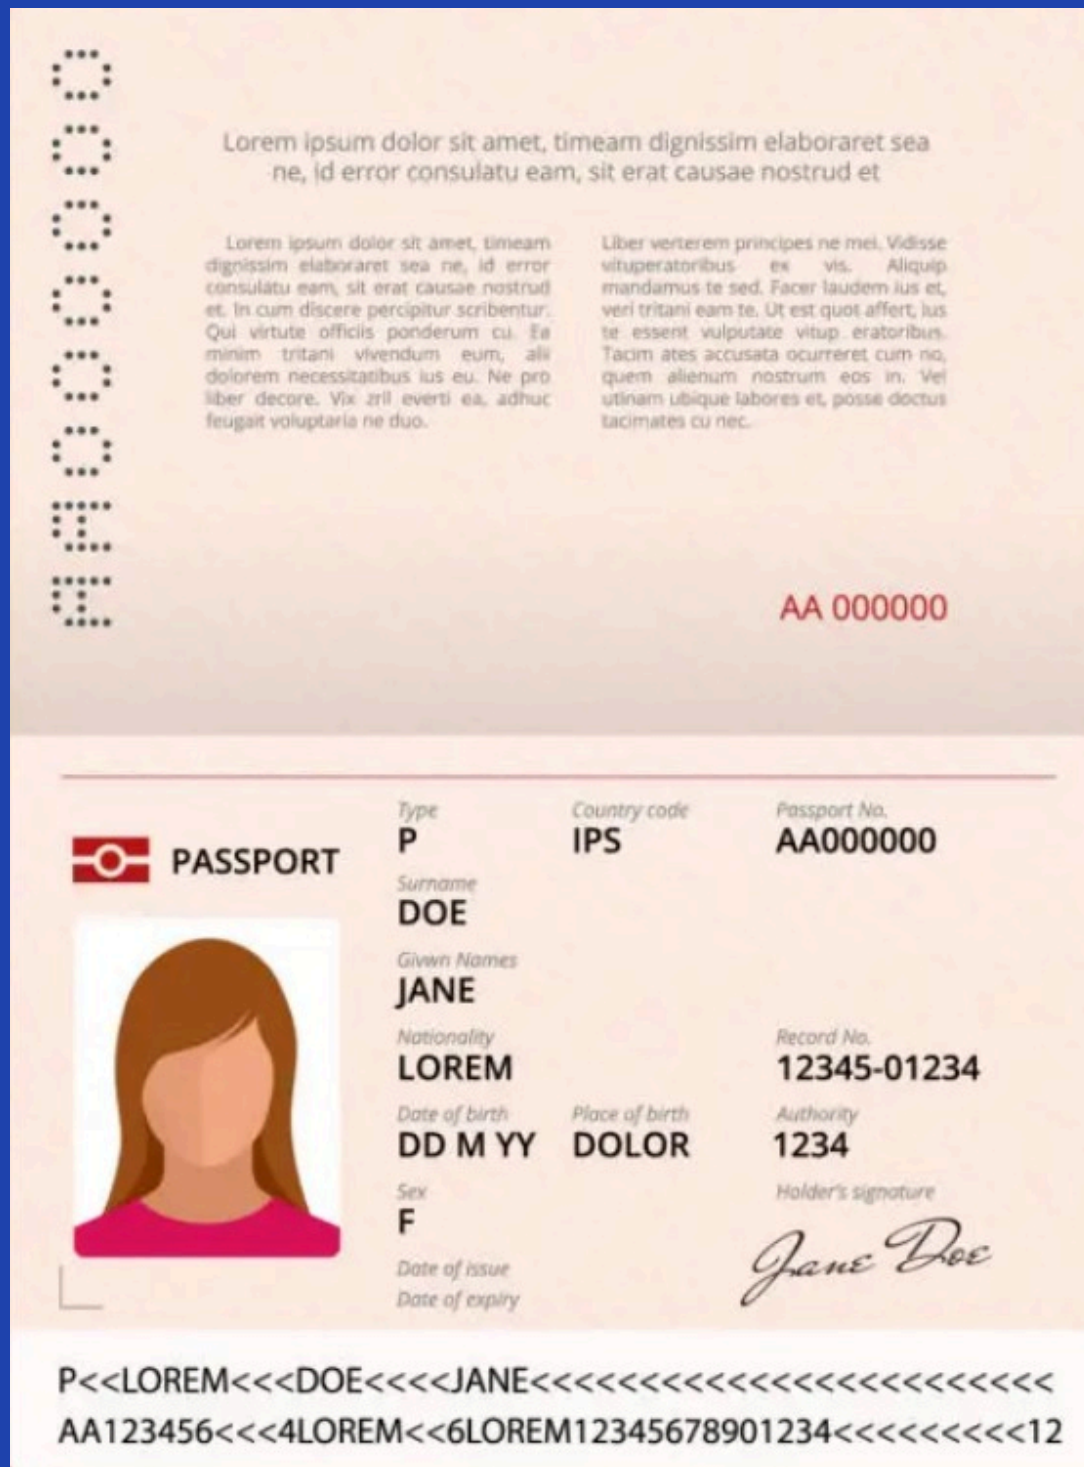 Lorem ipsum dolor sit amet, timeam dignissim elaboraret sea
ne, id error consulatu eam, sit erat causae nostrud et
Lorem ipsum dolor sit amet, timeam
dignissim elaboraret sea ne, id error
consulatu eam, sit erat causae nostrud
et. In cum discere percipitur scribentur.
Qui virtute officiis ponderum cu. Ea
minim tritani vivendum eum, alii
dolorem necessitatibus ius eu. Ne pro
liber decore. Vix zril everti ea, adhuc
feugait voluptaria ne duo.
Liber verterem principes ne mei. Vidisse
vituperatoribus ex vis. Aliquip
mandamus te sed. Facer laudem ius et,
veri tritani eam te. Ut est quot affert, ius
te essent vulputate vitup eratoribus.
Tacim ates accusata ocurreret cum no,
quem alienum nostrum eos in. Vel
utinam ubique labores et, posse doctus
tacimates cu nec.
AA 000000
AA000000
PASSPORT
Type Country code Passport No.
P IPS AA000000
Surname
DOE
Givwn Names
JANE
Nationality Record No.
LOREM 12345-01234
Date of birth Place of birth Authority
DD M YY DOLOR 1234
Sex Holder's signature
F
Jane Doe
Date of issue
Date of expiry
P<<LOREM<<<DOE<<<<JANE<<<<<<<<<<<<<<<<<<<<<<<<
AA123456<<<4LOREM<<6LOREM12345678901234<<<<<<<<<12